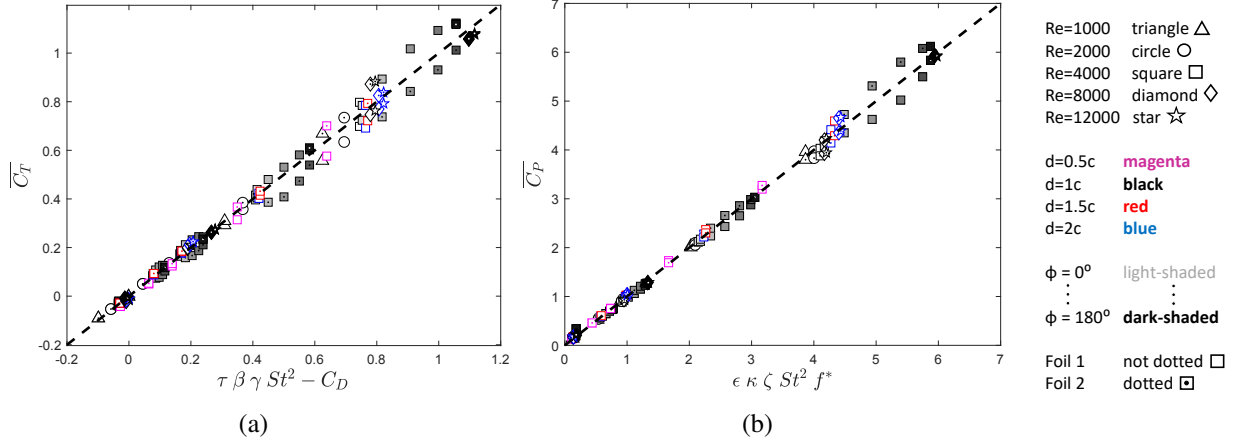 1
0.8
0.6
0.4
0.2
0
-0.2
-0.2 0 0.2 0.4 0.6 0.8 1 1.2
C_T
τ β γ St² − C_D
(a)
7
6
5
4
3
2
1
0
0 1 2 3 4 5 6 7
C_P
ϵ κ ζ St² f*
(b)
Re=1000 triangle △
Re=2000 circle ○
Re=4000 square □
Re=8000 diamond ◇
Re=12000 star ☆
d=0.5c magenta
d=1c black
d=1.5c red
d=2c blue
ϕ = 0⁰ light-shaded
ϕ = 180⁰ dark-shaded
Foil 1 not dotted □
Foil 2 dotted ⊡